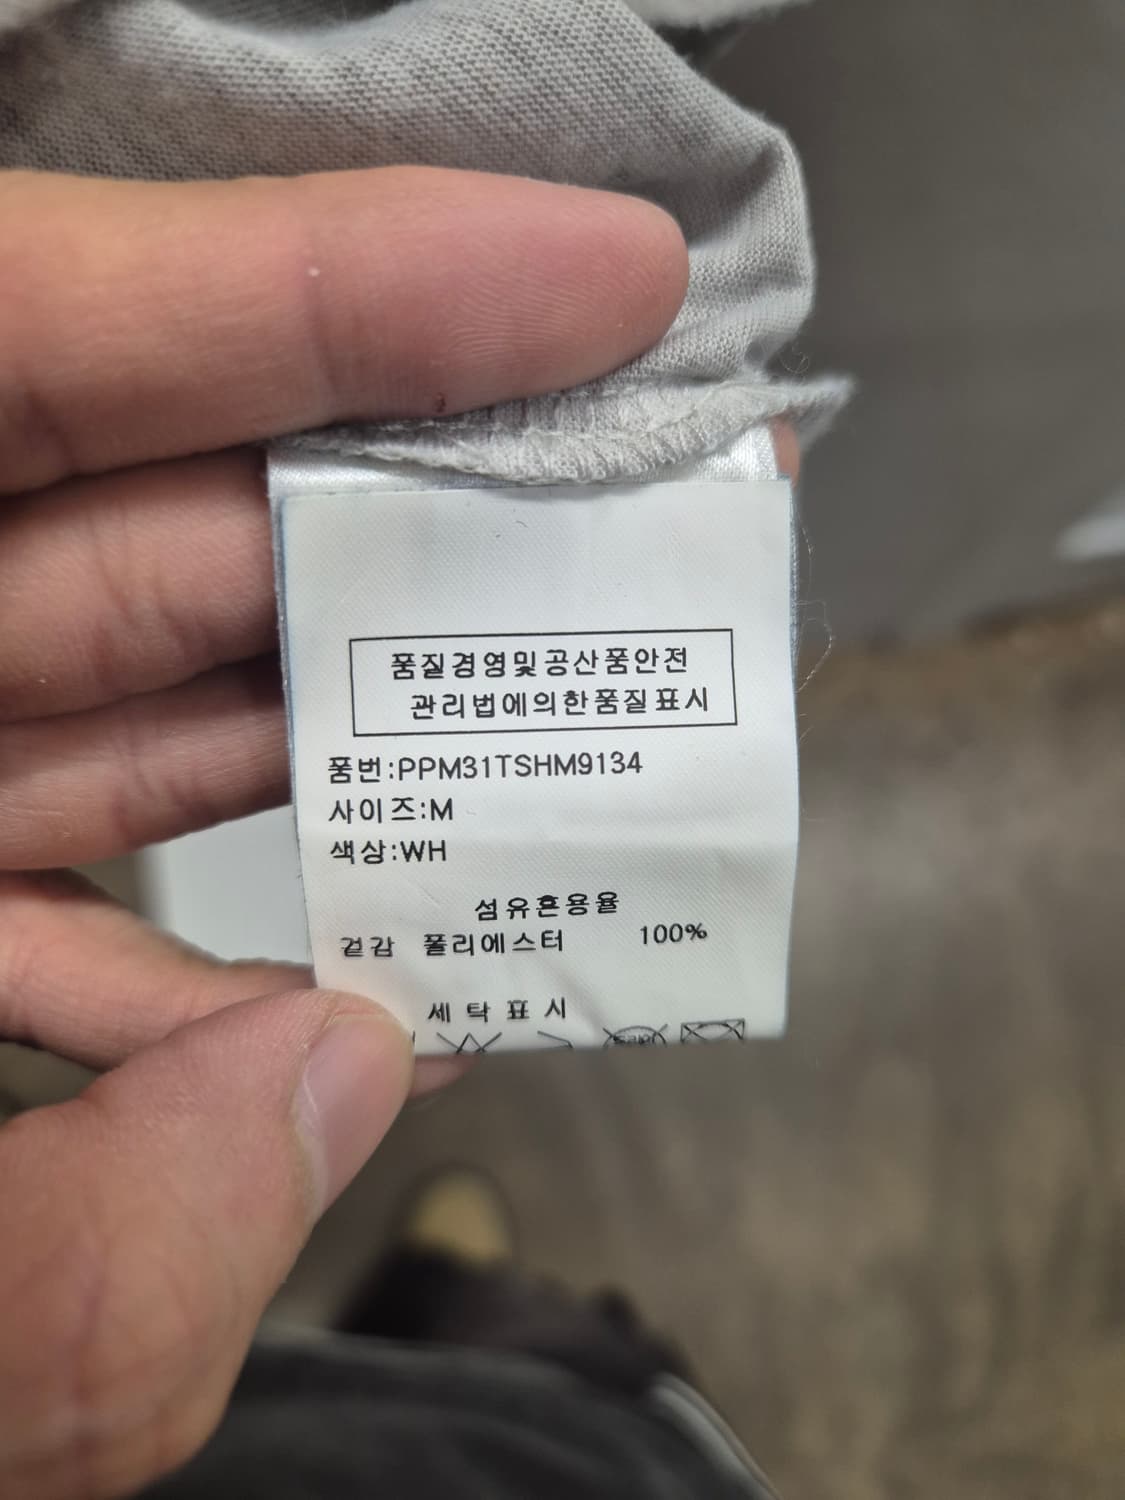 품질경영및공산품안전
관리법에의한품질표시
품번:PPM31TSHM9134
사이즈:M
색상:WH
섬유혼용율
겉감 폴리에스터 100%
세탁표시